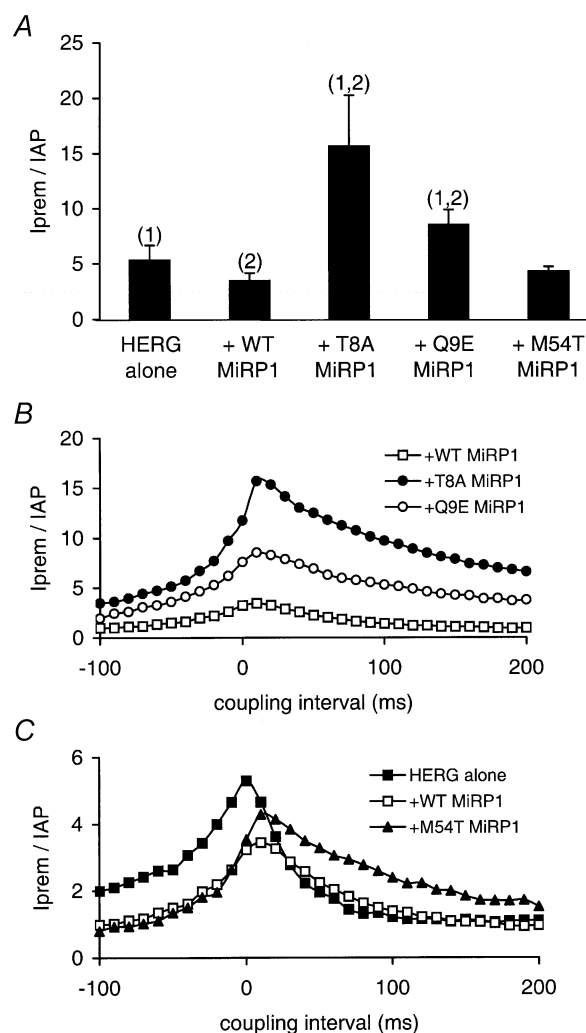 A
Iprem / IAP
25
20
15
10
5
0
(1)
(2)
(1,2)
(1,2)
HERG alone
+ WT MiRP1
+ T8A MiRP1
+ Q9E MiRP1
+ M54T MiRP1
B
Iprem / IAP
20
15
10
5
0
+WT MiRP1
+T8A MiRP1
+Q9E MiRP1
-100
0
100
200
coupling interval (ms)
C
Iprem / IAP
6
4
2
0
HERG alone
+WT MiRP1
+M54T MiRP1
-100
0
100
200
coupling interval (ms)